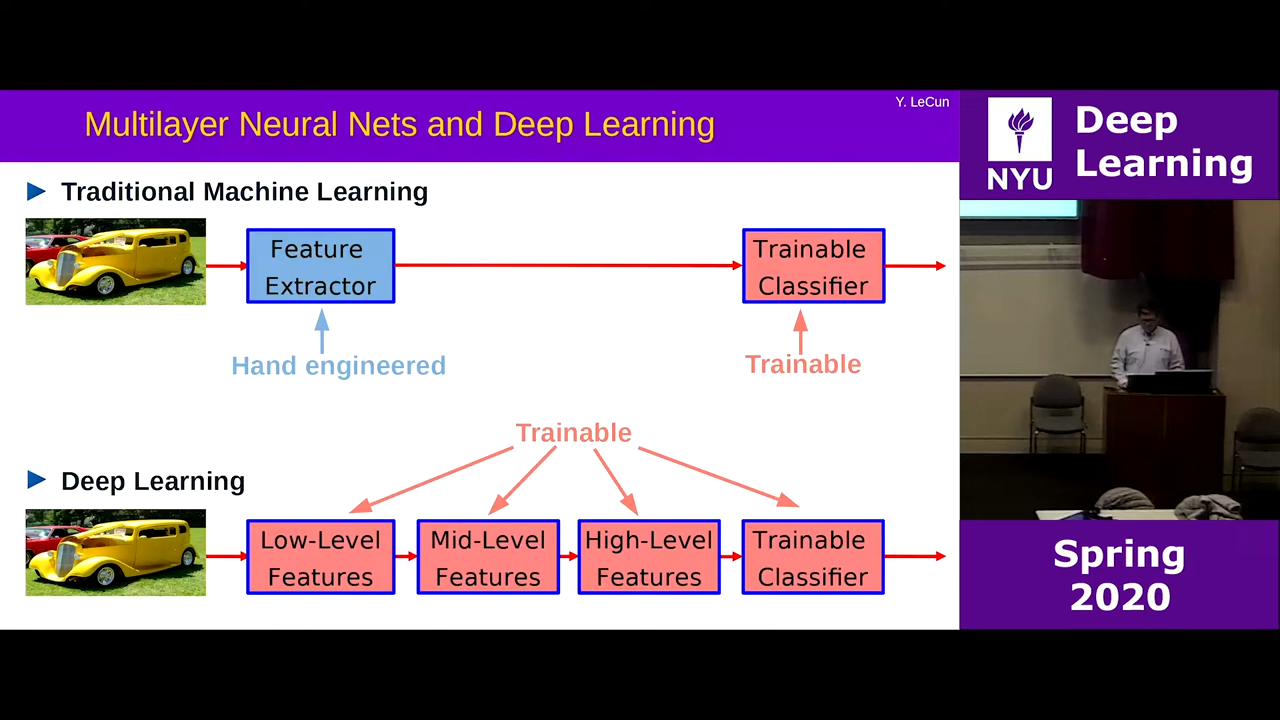 Y. LeCun
Multilayer Neural Nets and Deep Learning
Traditional Machine Learning
Feature
Extractor
Trainable
Classifier
Hand engineered
Trainable
Trainable
Deep Learning
Low-Level
Features
Mid-Level
Features
High-Level
Features
Trainable
Classifier
NYU
Deep
Learning
Spring
2020